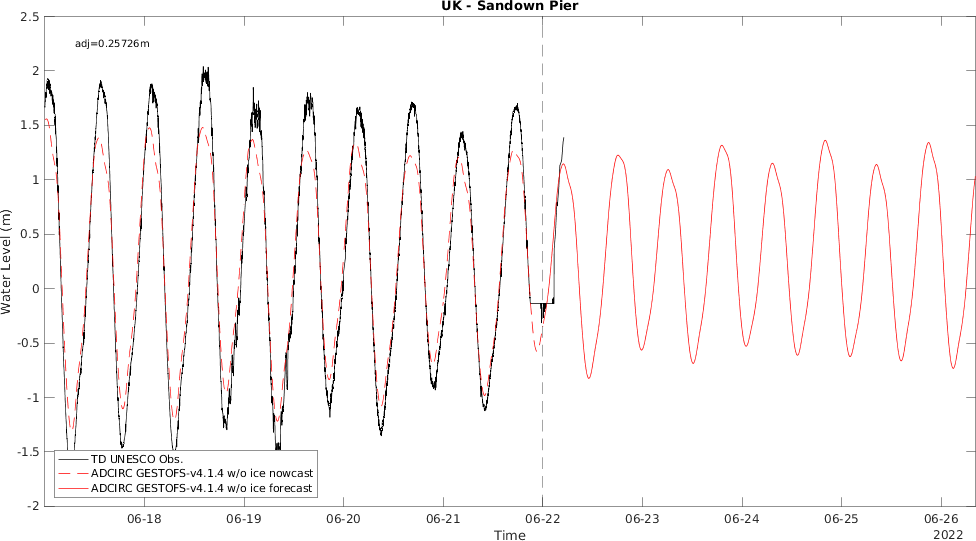 UK - Sandown Pier
adj=0.25726m
2.5
2
1.5
1
0.5
0
-0.5
-1
-1.5
-2
Water Level (m)
TD UNESCO Obs.
ADCIRC GESTOFS-v4.1.4 w/o ice nowcast
ADCIRC GESTOFS-v4.1.4 w/o ice forecast
06-18
06-19
06-20
06-21
06-22
06-23
06-24
06-25
06-26
Time
2022